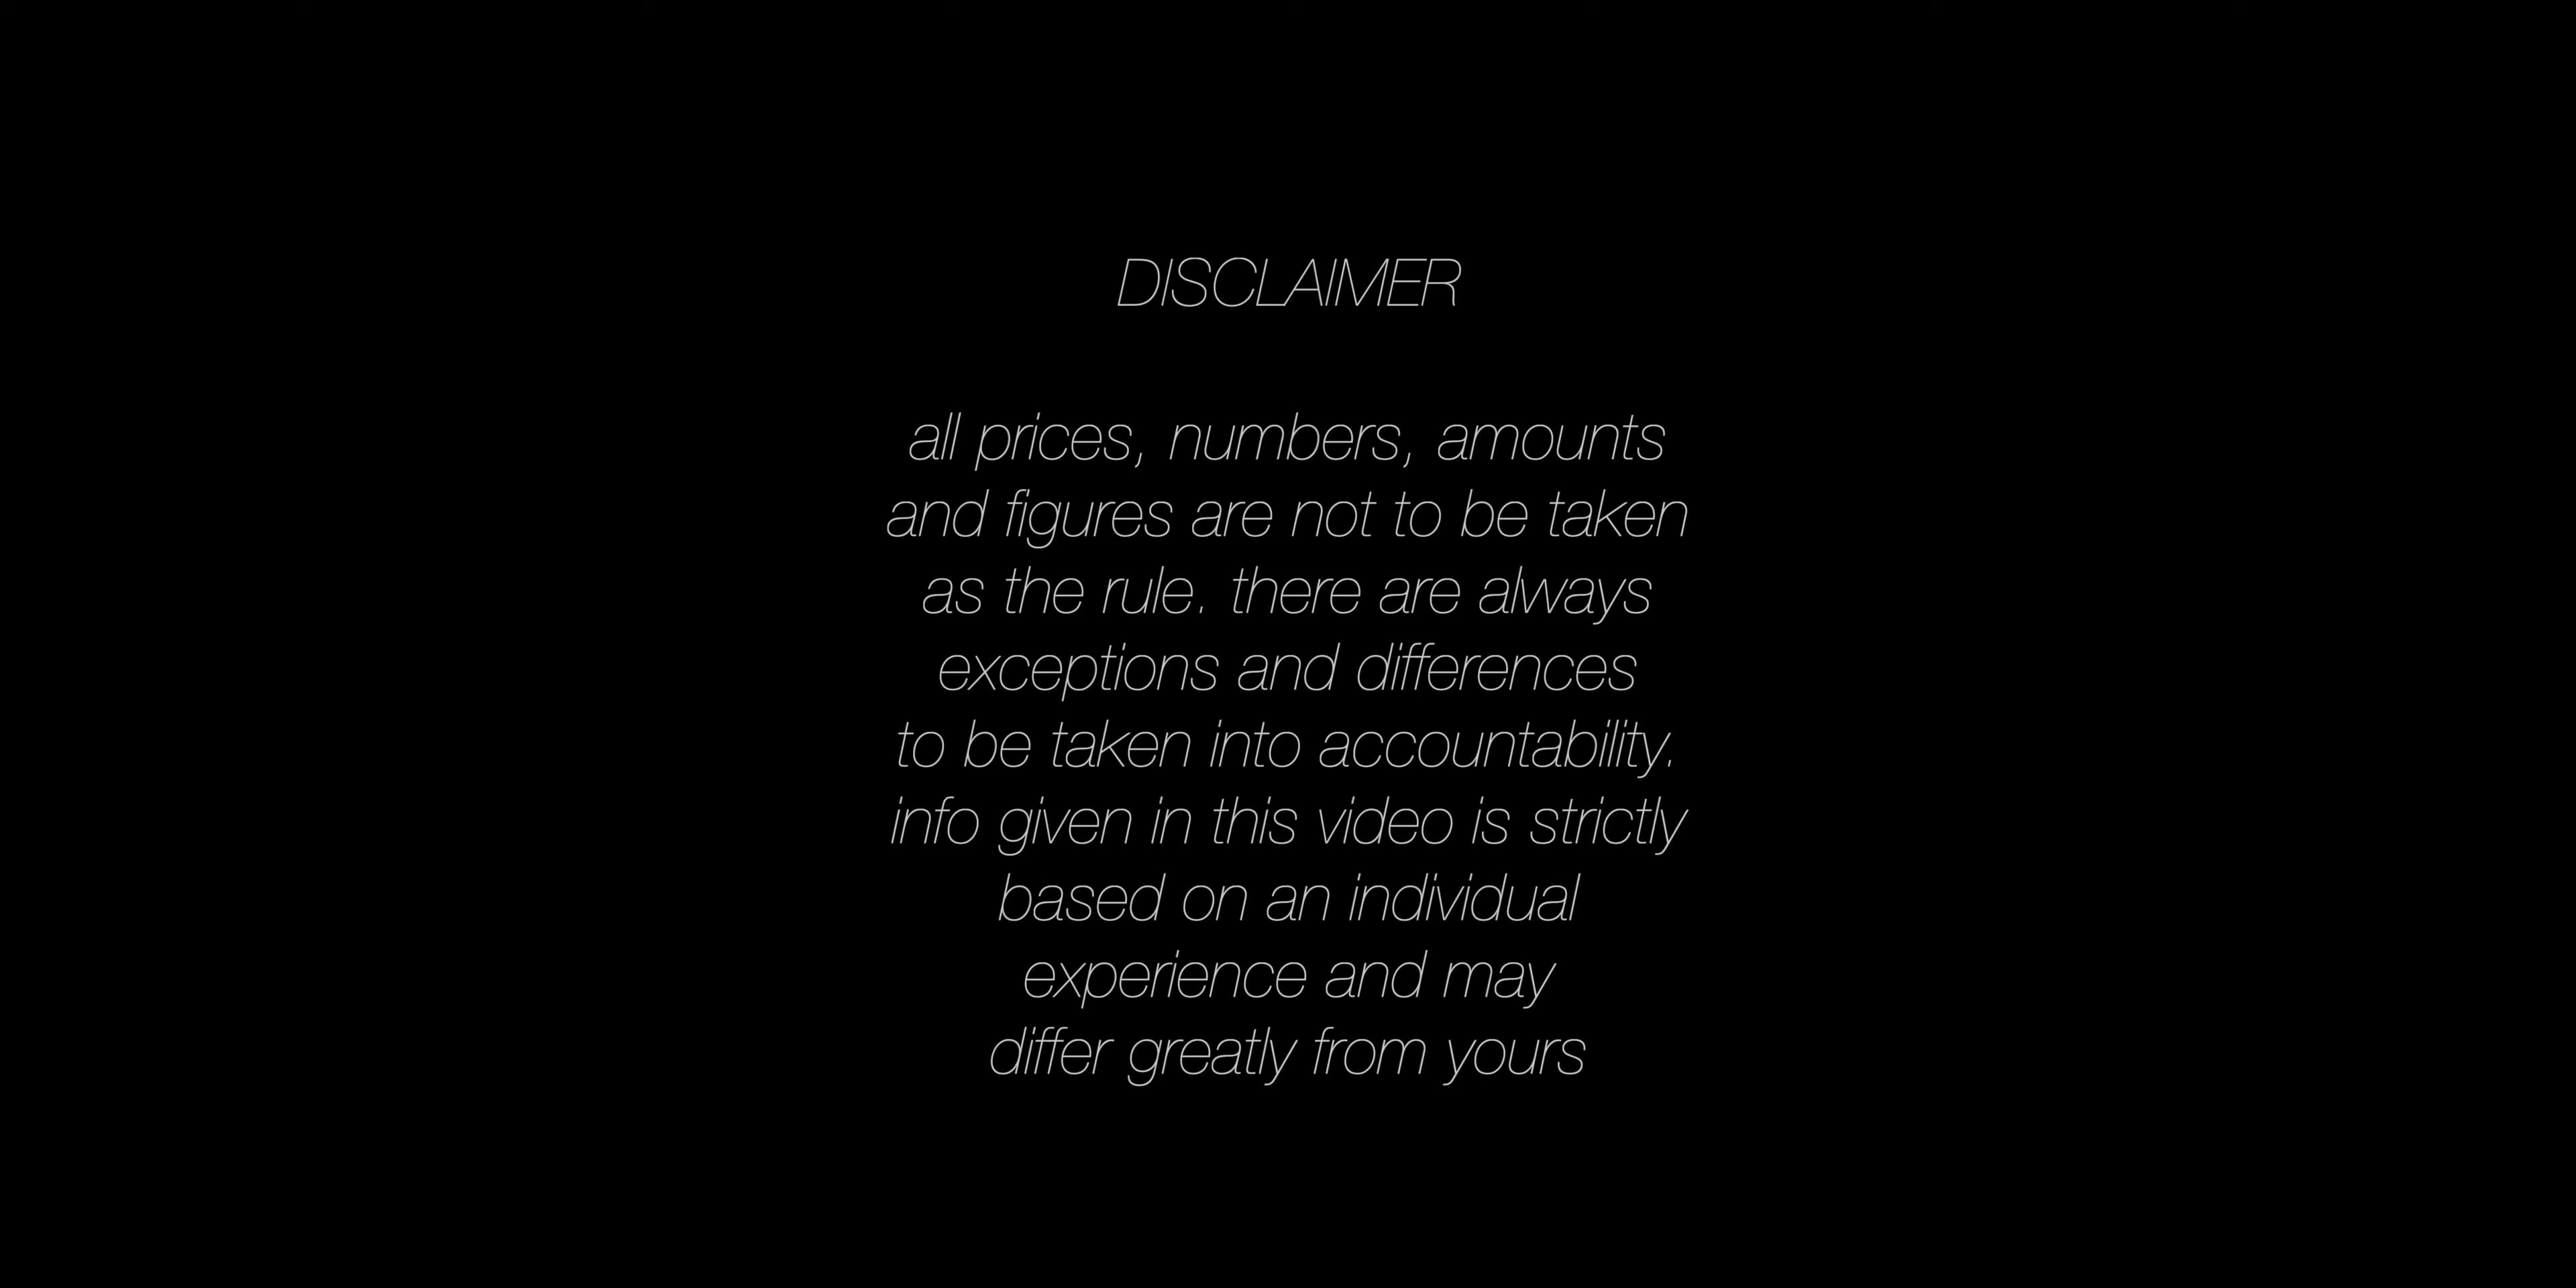 DISCLAIMER
all prices, numbers, amounts
and figures are not to be taken
as the rule. there are always
exceptions and differences
to be taken into accountability.
info given in this video is strictly
based on an individual
experience and may
differ greatly from yours